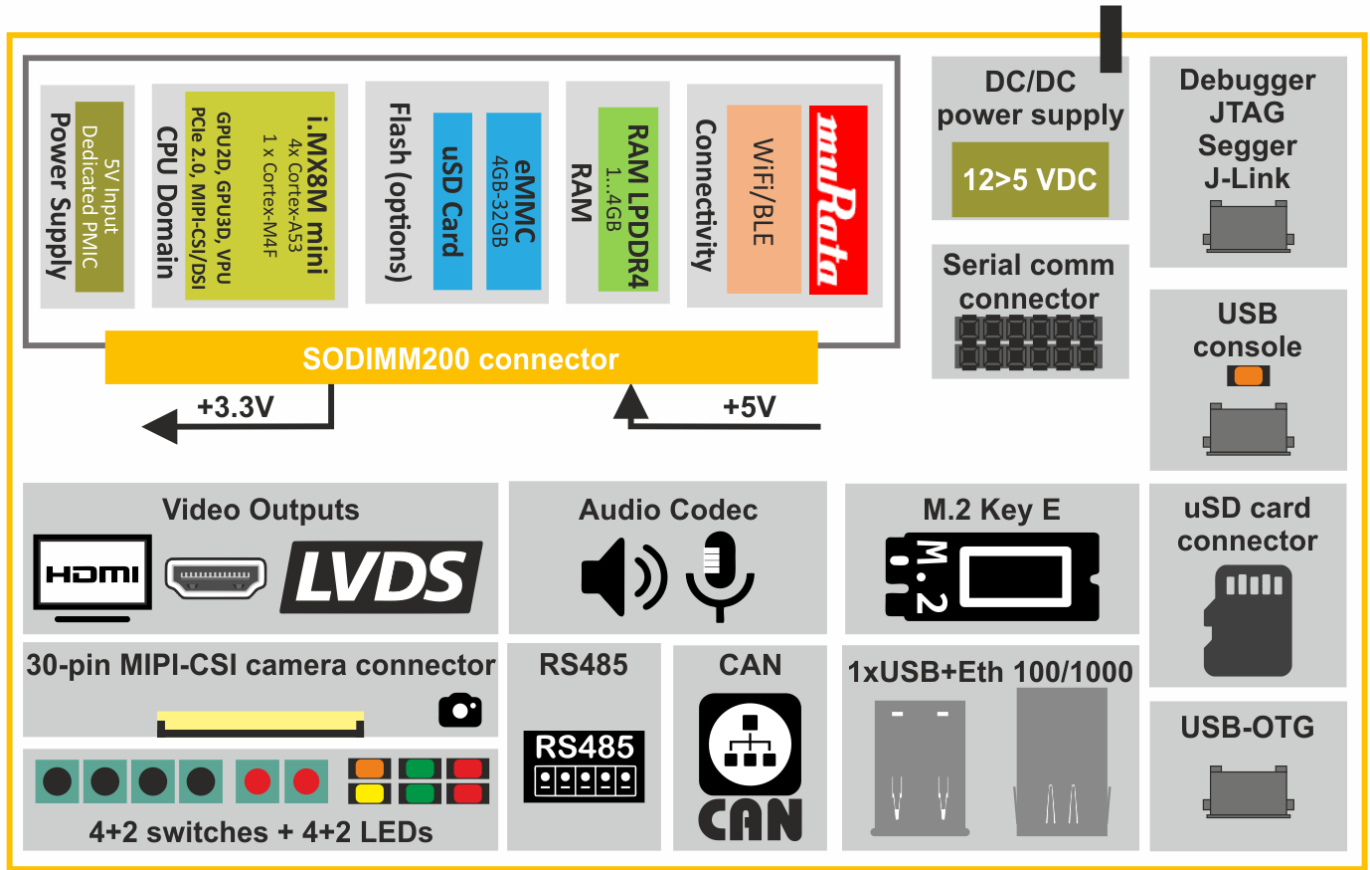 Power Supply
5V Input
Dedicated PMIC
CPU Domain
i.MX8M mini
4x Cortex-A53
1 x Cortex-M4F
GPU2D, GPU3D, VPU
PCIe 2.0, MIPI-CSI/DSI
Flash (options)
uSD Card
eMMC
4GB-32GB
RAM LPDDR4
1...4GB
RAM
Connectivity
WiFi/BLE
muRata
SODIMM200 connector
+3.3V
+5V
DC/DC
power supply
12>5 VDC
Serial comm
connector
Debugger
JTAG
Segger
J-Link
USB
console
Video Outputs
HDMI
LVDS
Audio Codec
M.2 Key E
M.2
uSD card
connector
30-pin MIPI-CSI camera connector
RS485
RS485
CAN
CAN
1xUSB+Eth 100/1000
USB-OTG
4+2 switches + 4+2 LEDs